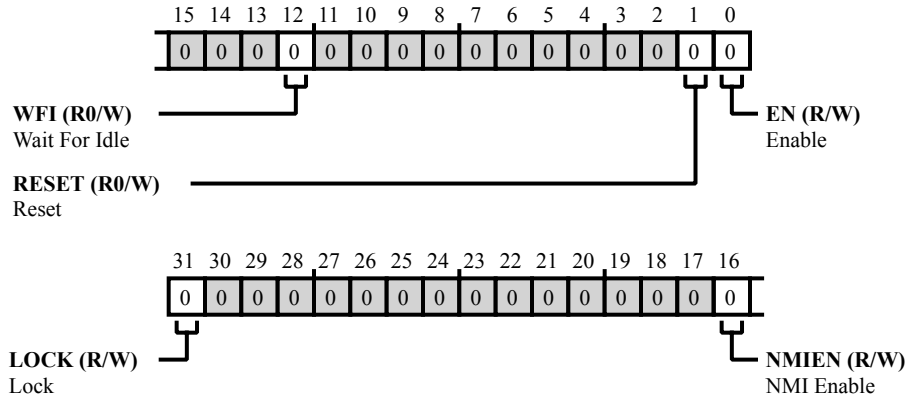 15 14 13 12 11 10 9 8 7 6 5 4 3 2 1 0
0 0 0 0 0 0 0 0 0 0 0 0 0 0 0 0
WFI (R0/W)
Wait For Idle
EN (R/W)
Enable
RESET (R0/W)
Reset
31 30 29 28 27 26 25 24 23 22 21 20 19 18 17 16
0 0 0 0 0 0 0 0 0 0 0 0 0 0 0 0
LOCK (R/W)
Lock
NMIEN (R/W)
NMI Enable